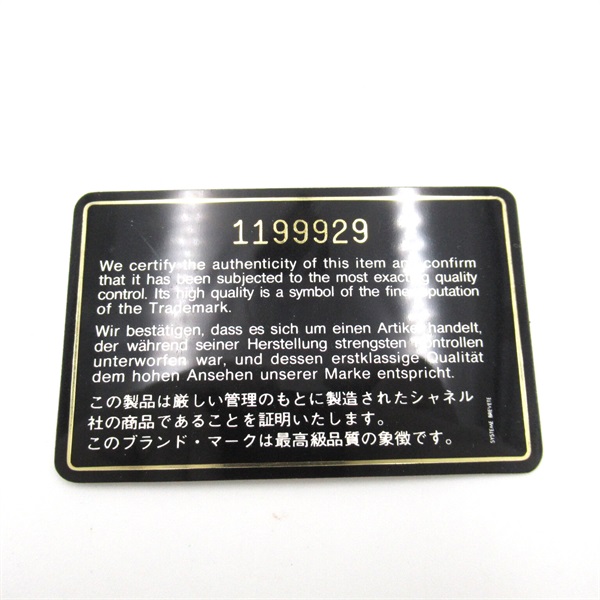 1199929
We certify the authenticity of this item and confirm
that it has been subjected to the most exacting quality
control. Its high quality is a symbol of the fine reputation
of the Trademark.
Wir bestätigen, dass es sich um einen Artikel handelt,
der während seiner Herstellung strengsten Kontrollen
unterworfen war, und dessen erstklassige Qualität
dem hohen Ansehen unserer Marke entspricht.
この製品は厳しい管理のもとに製造されたシャネル
社の商品であることを証明いたします。
このブランド・マークは最高級品質の象徴です。
SYSTEME BREVETE